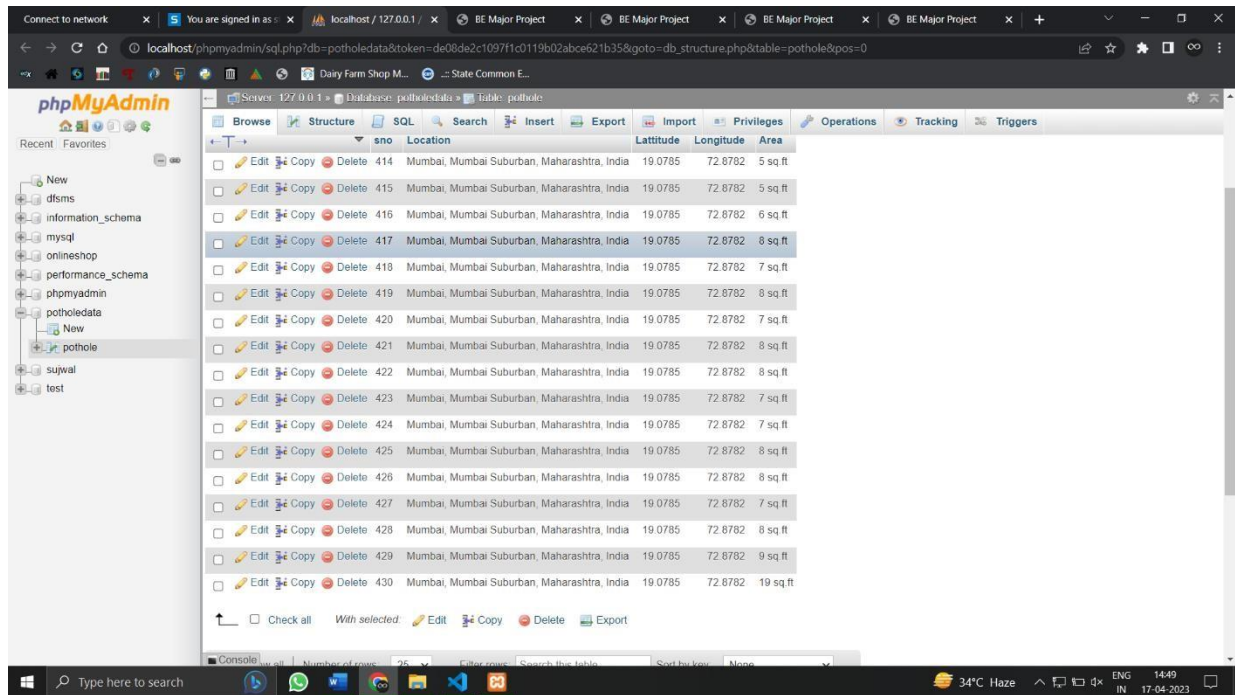 Connect to network You are signed in as s localhost / 127.0.0.1 / BE Major Project BE Major Project BE Major Project BE Major Project
localhost/phpmyadmin/sql.php?db=potholedata&token=de08de2c1097f1c0119b02abce621b35&goto=db_structure.php&table=pothole&pos=0
Dairy Farm Shop M... ..:: State Common E...
phpMyAdmin
Recent Favorites
New
dfsms
information_schema
mysql
onlineshop
performance_schema
phpmyadmin
potholedata
New
pothole
sujwal
test
Server: 127.0.0.1 » Database: potholedata » Table: pothole
Browse Structure SQL Search Insert Export Import Privileges Operations Tracking Triggers
sno Location Lattitude Longitude Area
Edit Copy Delete 414 Mumbai, Mumbai Suburban, Maharashtra, India 19.0785 72.8782 5 sq.ft
Edit Copy Delete 415 Mumbai, Mumbai Suburban, Maharashtra, India 19.0785 72.8782 5 sq.ft
Edit Copy Delete 416 Mumbai, Mumbai Suburban, Maharashtra, India 19.0785 72.8782 6 sq.ft
Edit Copy Delete 417 Mumbai, Mumbai Suburban, Maharashtra, India 19.0785 72.8782 8 sq.ft
Edit Copy Delete 418 Mumbai, Mumbai Suburban, Maharashtra, India 19.0785 72.8782 7 sq.ft
Edit Copy Delete 419 Mumbai, Mumbai Suburban, Maharashtra, India 19.0785 72.8782 8 sq.ft
Edit Copy Delete 420 Mumbai, Mumbai Suburban, Maharashtra, India 19.0785 72.8782 7 sq.ft
Edit Copy Delete 421 Mumbai, Mumbai Suburban, Maharashtra, India 19.0785 72.8782 8 sq.ft
Edit Copy Delete 422 Mumbai, Mumbai Suburban, Maharashtra, India 19.0785 72.8782 8 sq.ft
Edit Copy Delete 423 Mumbai, Mumbai Suburban, Maharashtra, India 19.0785 72.8782 7 sq.ft
Edit Copy Delete 424 Mumbai, Mumbai Suburban, Maharashtra, India 19.0785 72.8782 7 sq.ft
Edit Copy Delete 425 Mumbai, Mumbai Suburban, Maharashtra, India 19.0785 72.8782 8 sq.ft
Edit Copy Delete 426 Mumbai, Mumbai Suburban, Maharashtra, India 19.0785 72.8782 8 sq.ft
Edit Copy Delete 427 Mumbai, Mumbai Suburban, Maharashtra, India 19.0785 72.8782 7 sq.ft
Edit Copy Delete 428 Mumbai, Mumbai Suburban, Maharashtra, India 19.0785 72.8782 8 sq.ft
Edit Copy Delete 429 Mumbai, Mumbai Suburban, Maharashtra, India 19.0785 72.8782 9 sq.ft
Edit Copy Delete 430 Mumbai, Mumbai Suburban, Maharashtra, India 19.0785 72.8782 19 sq.ft
Check all With selected: Edit Copy Delete Export
Console all Number of rows: 25 Filter rows: Search this table Sort by key: None
Type here to search 34°C Haze ENG 14:49
IN 17-04-2023